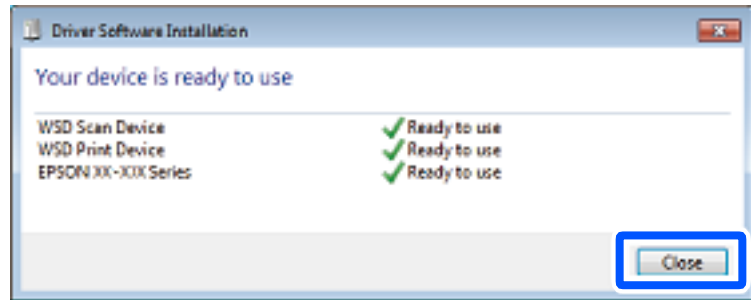 Driver Software Installation
Your device is ready to use
WSD Scan Device Ready to use
WSD Print Device Ready to use
EPSON XX-XXX Series Ready to use
Close